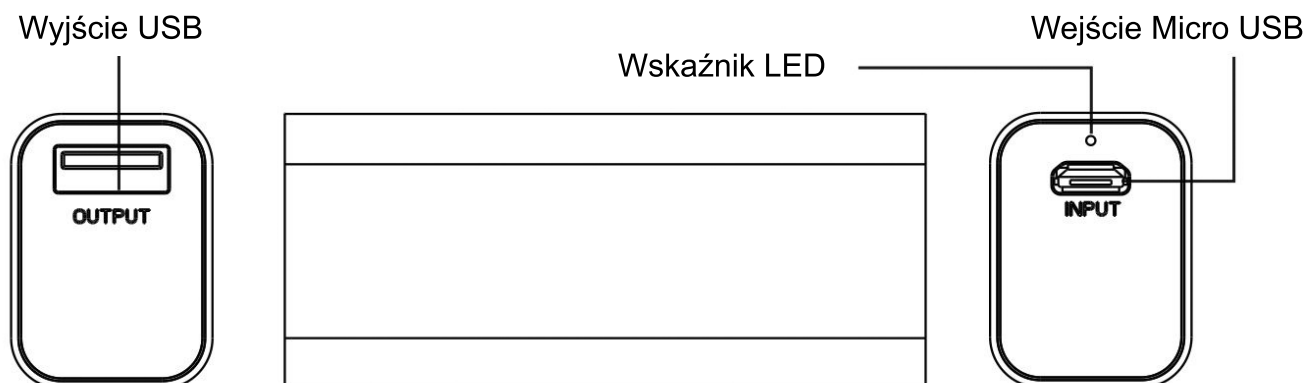 Wyjście USB
Wejście Micro USB
Wskaźnik LED
OUTPUT
INPUT